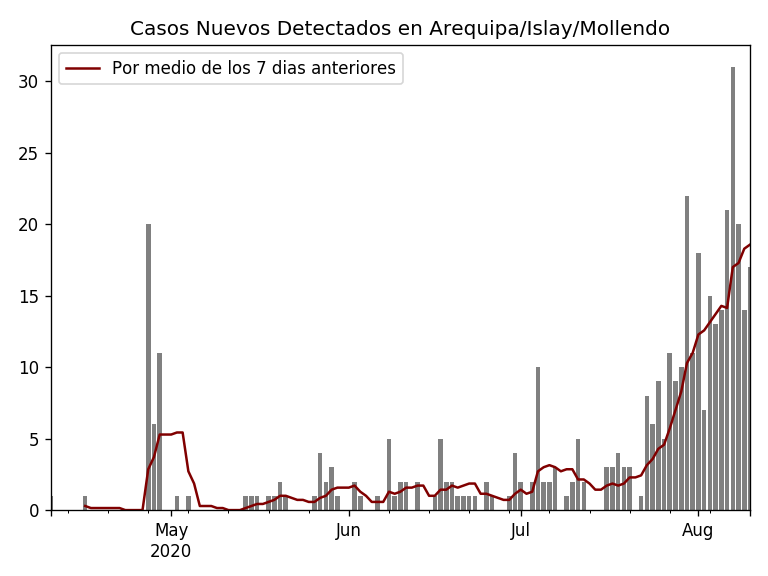 Casos Nuevos Detectados en Arequipa/Islay/Mollendo
Por medio de los 7 dias anteriores
30
25
20
15
10
5
0
May Jun Jul Aug
2020